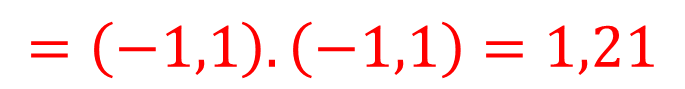 = (−1,1). (−1,1) = 1,21